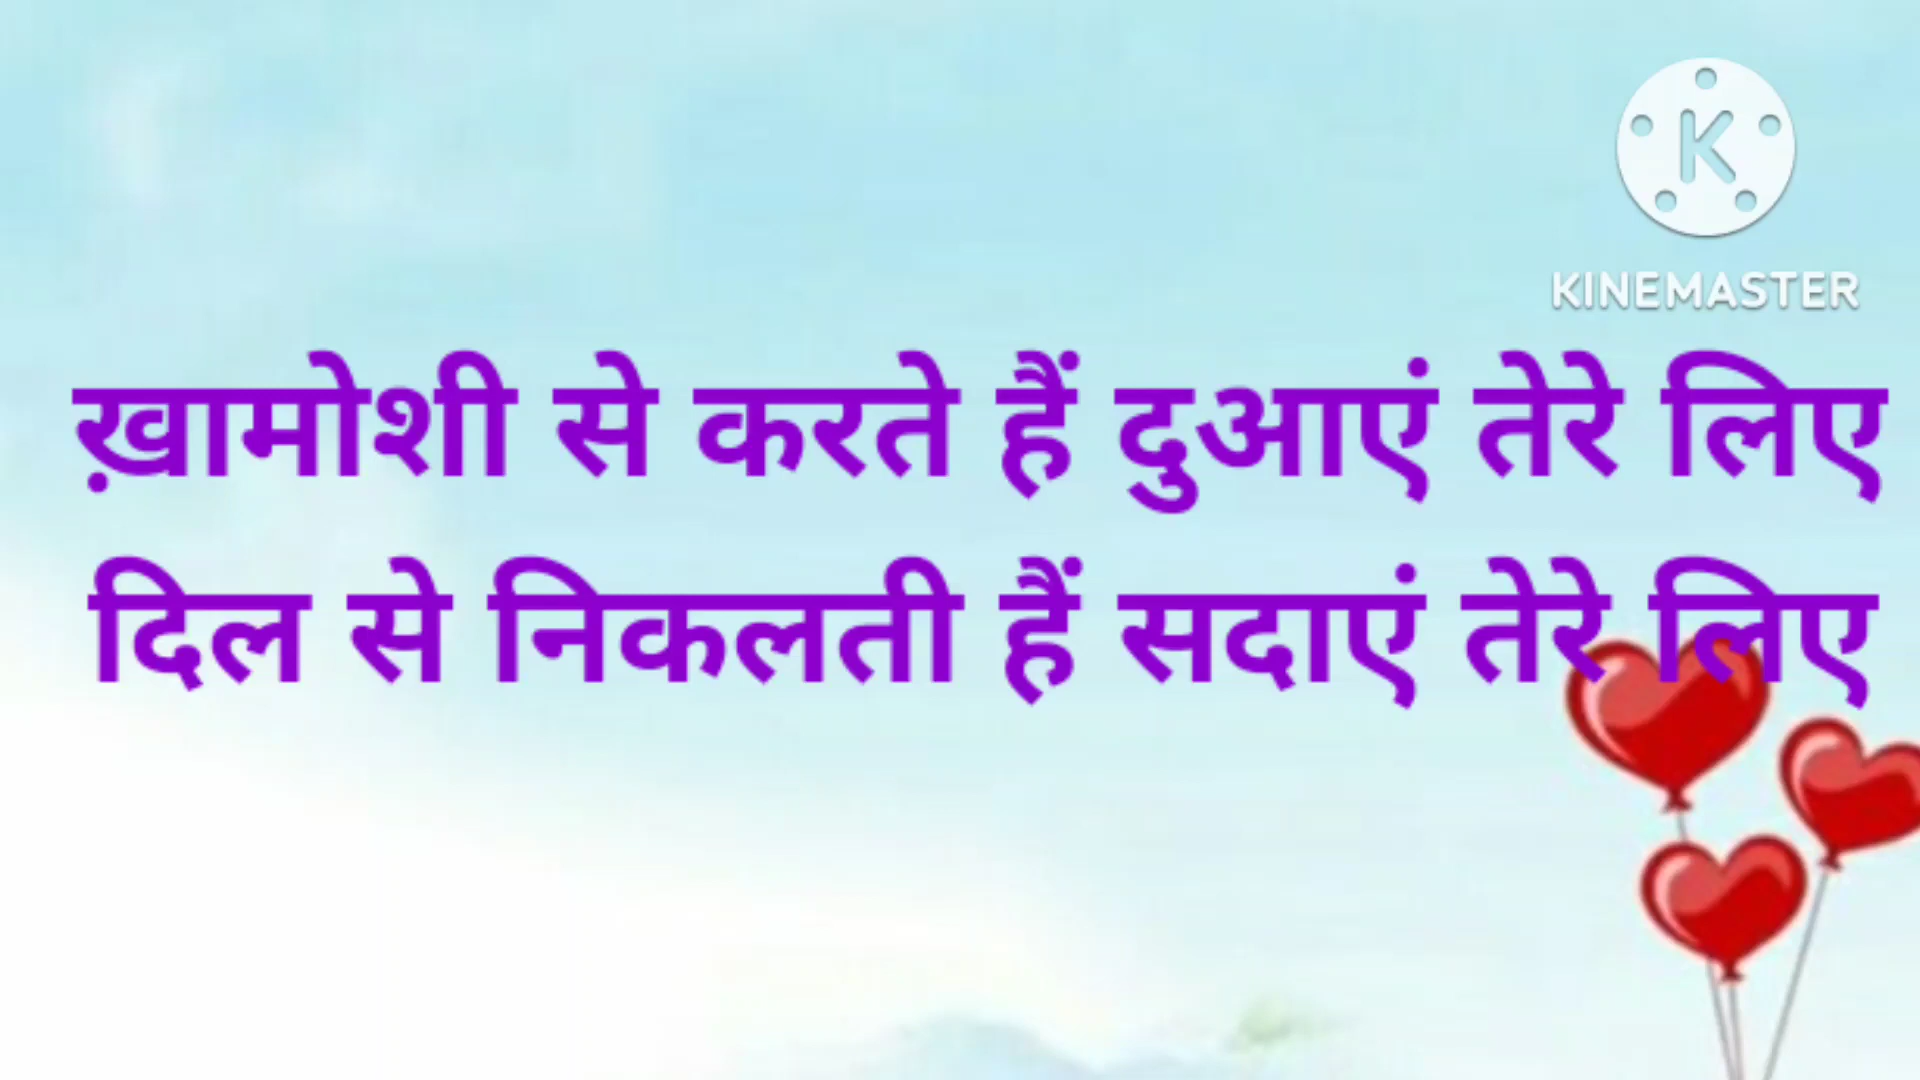 KINEMASTER
ख़ामोशी से करते हैं दुआएं तेरे लिए
दिल से निकलती हैं सदाएं तेरे लिए